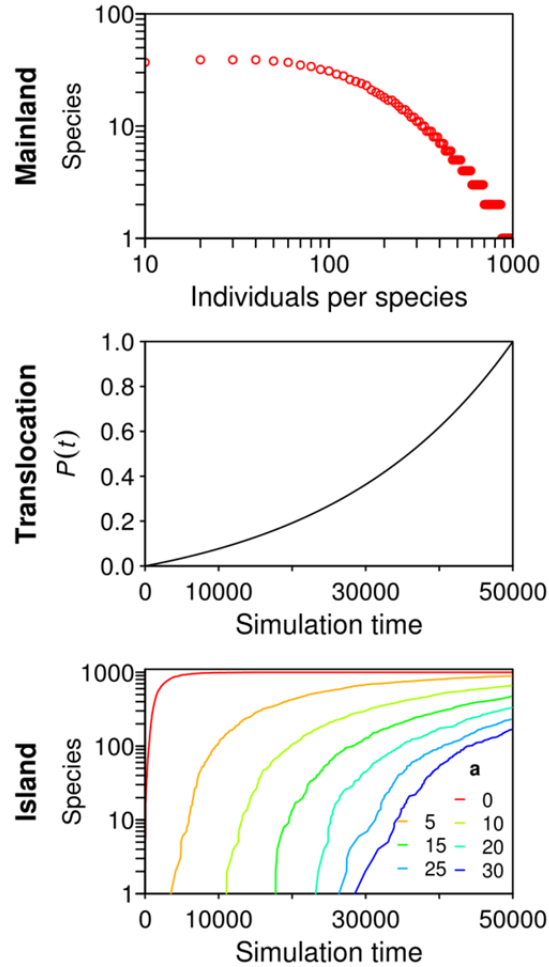 Mainland
Species
100
10
1
10 100 1000
Individuals per species
Translocation
P(t)
1.0
0.8
0.6
0.4
0.2
0.0
0 10000 30000 50000
Simulation time
Island
Species
1000
100
10
1
a
0
5 10
15 20
25 30
0 10000 30000 50000
Simulation time